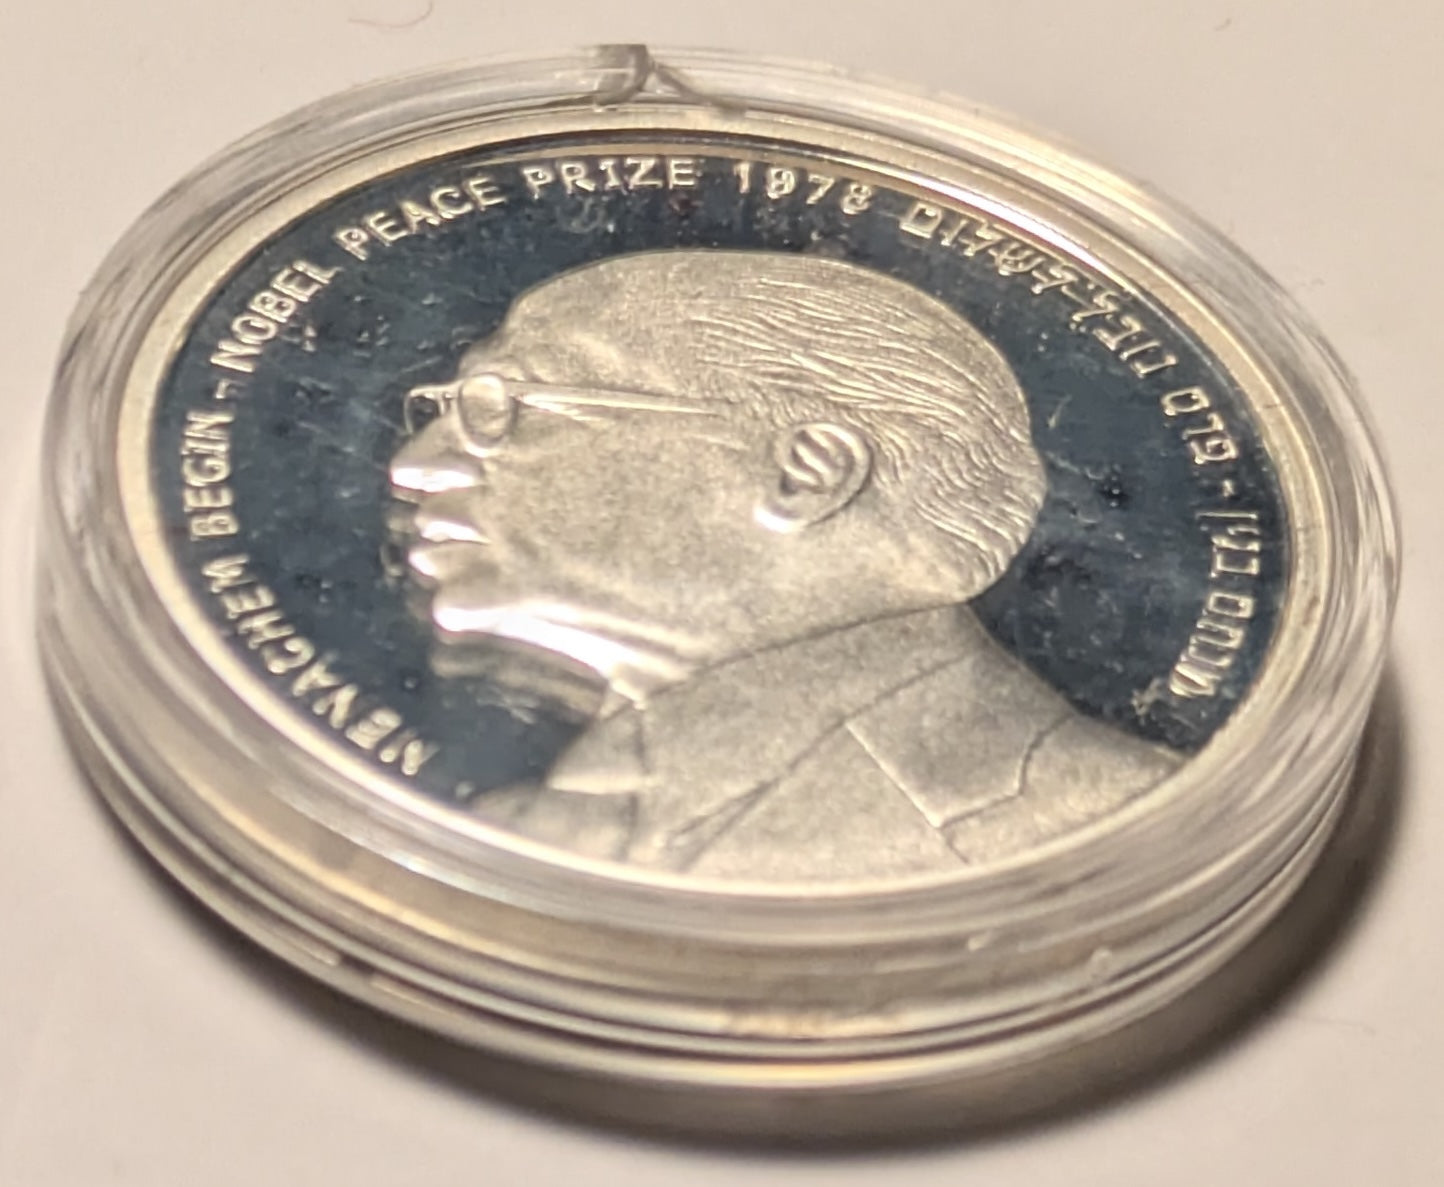 MENACHEM BEGIN - NOBEL PEACE PRIZE 1978
מנחם בגין - פרס נובל לשלום